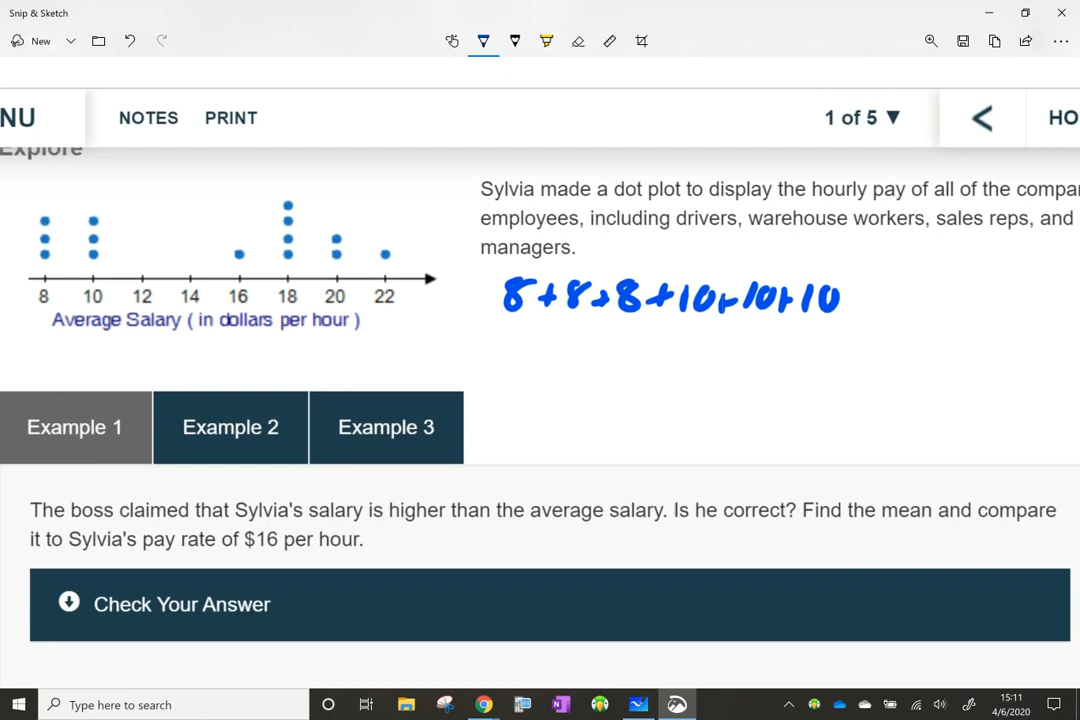 Snip & Sketch
New
NU
NOTES PRINT
1 of 5 ▼
HO
Explore
Sylvia made a dot plot to display the hourly pay of all of the compar
employees, including drivers, warehouse workers, sales reps, and
managers.
8+8+8+10+10+10
8 10 12 14 16 18 20 22
Average Salary ( in dollars per hour )
Example 1 Example 2 Example 3
The boss claimed that Sylvia's salary is higher than the average salary. Is he correct? Find the mean and compare
it to Sylvia's pay rate of $16 per hour.
Check Your Answer
Type here to search
15:11
4/6/2020